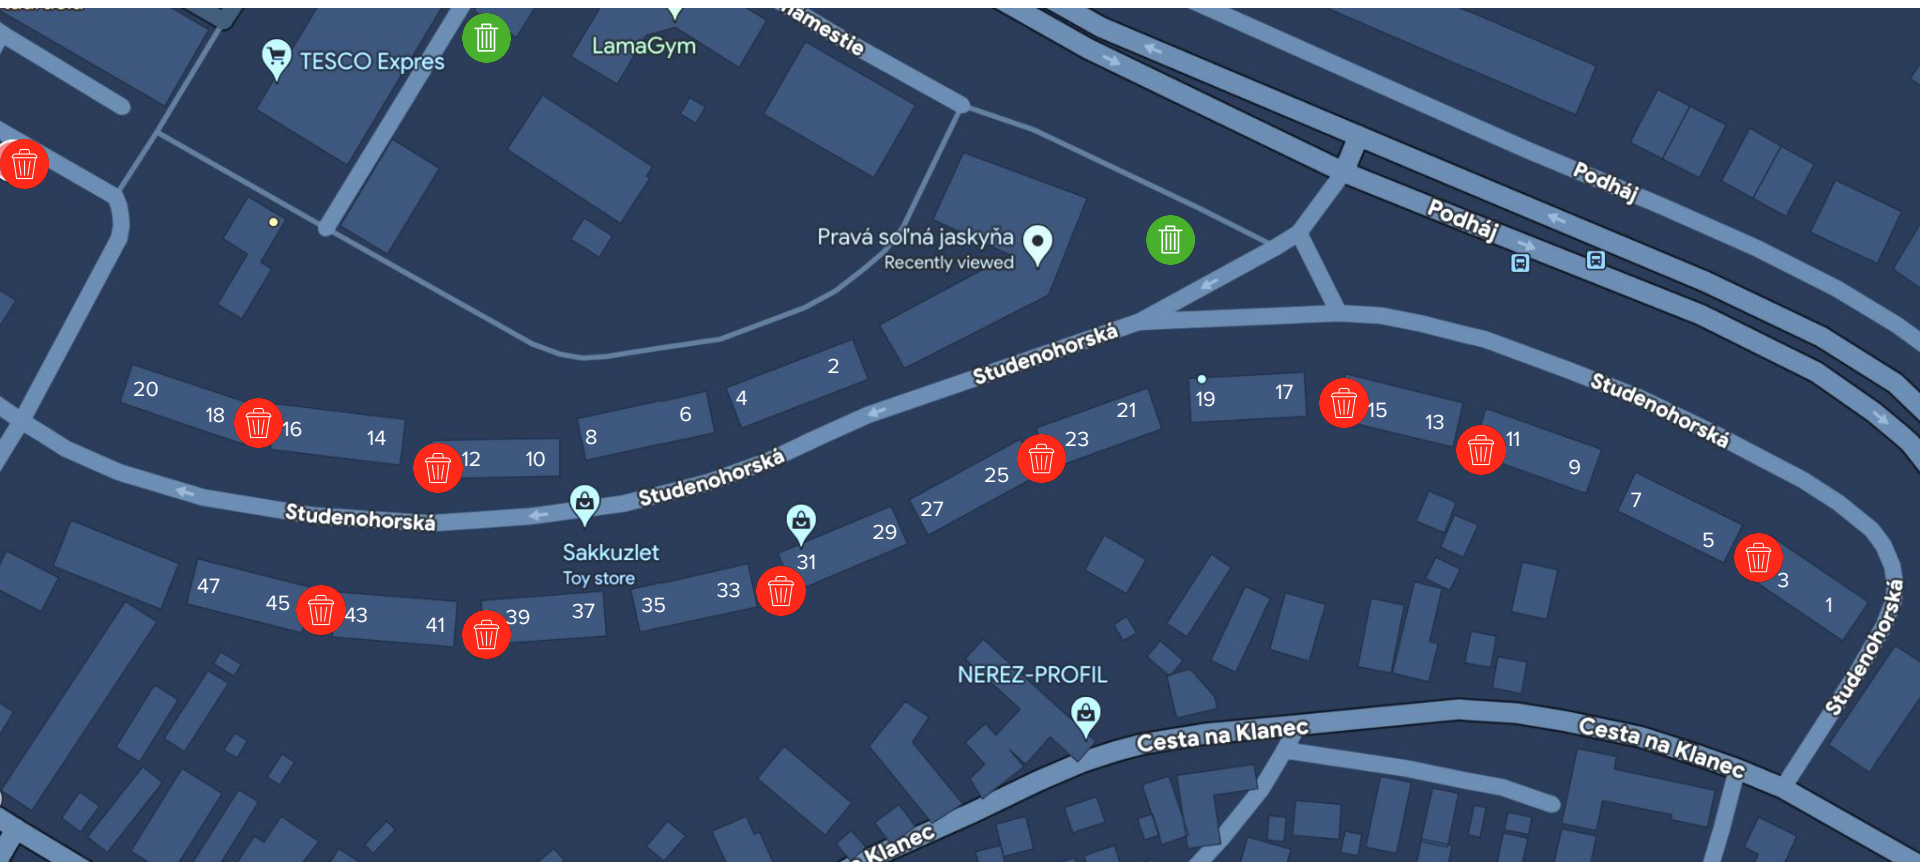 námestie
LamaGym
TESCO Expres
Podháj
Podháj
Pravá soľná jaskyňa
Recently viewed
Studenohorská
2
4
6
8
10
12
14
16
18
20
Studenohorská
19
17
15
13
11
9
7
5
3
1
21
23
25
27
29
31
33
35
37
39
41
43
45
47
Studenohorská
Studenohorská
Sakkuzlet
Toy store
Studenohorská
NEREZ-PROFIL
Cesta na Klanec
Cesta na Klanec
Klanec